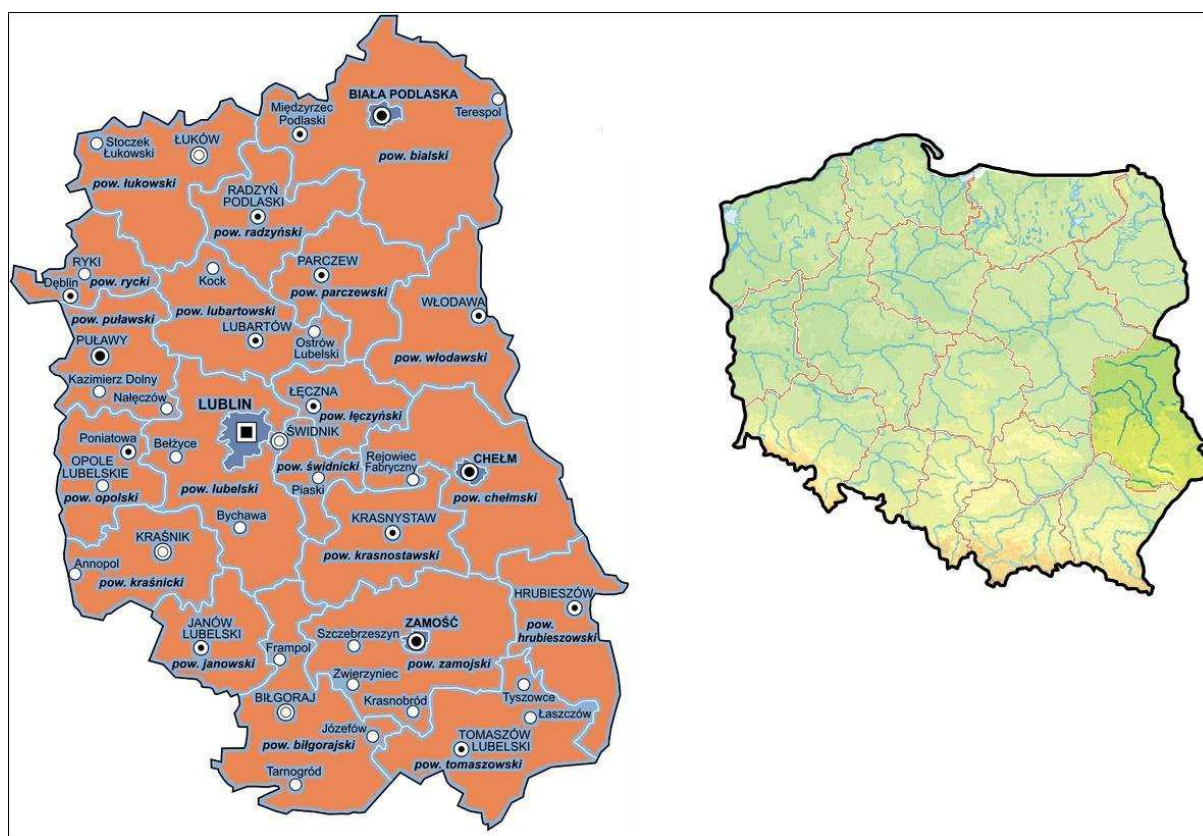 BIAŁA PODLASKA
Międzyrzec
Podlaski
Terespol
Stoczek
Łukowski
ŁUKÓW
pow. bialski
pow. łukowski
RADZYŃ
PODLASKI
pow. radzyński
RYKI
Dęblin
pow. rycki
Kock
PARCZEW
pow. parczewski
WŁODAWA
pow. puławski
pow. lubartowski
LUBARTÓW
Ostrów
Lubelski
PUŁAWY
pow. włodawski
Kazimierz Dolny
Nałęczów
ŁĘCZNA
pow. łęczyński
LUBLIN
ŚWIDNIK
Poniatowa
Bełżyce
OPOLE
LUBELSKIE
pow. opolski
pow. świdnicki
Rejowiec
Fabryczny
CHEŁM
pow. chełmski
pow. lubelski
Piaski
Bychawa
KRASNYSTAW
pow. krasnostawski
KRAŚNIK
Annopol
pow. kraśnicki
HRUBIESZÓW
pow.
hrubieszowski
JANÓW
LUBELSKI
pow. janowski
Szczebrzeszyn
ZAMOŚĆ
Frampol
pow. zamojski
Zwierzyniec
Tyszowce
BIŁGORAJ
Krasnobród
Łaszczów
Józefów
pow. biłgorajski
TOMASZÓW
LUBELSKI
pow. tomaszowski
Tarnogród